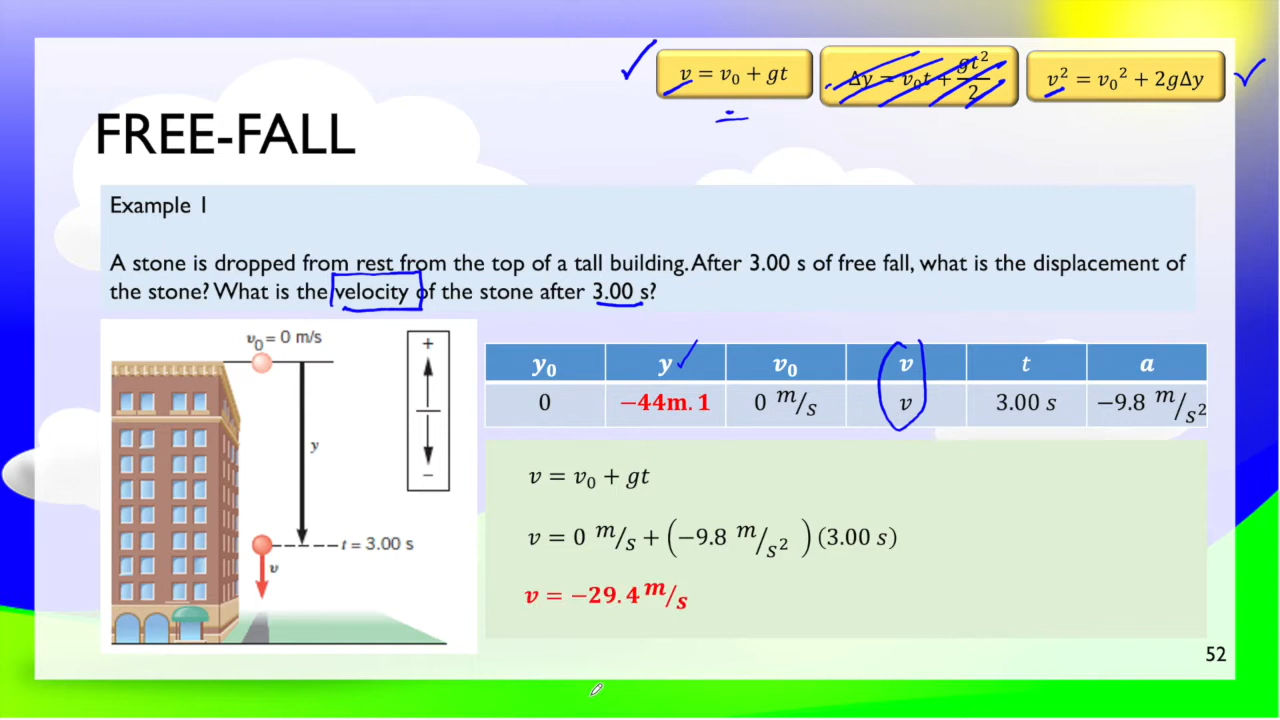 v = v₀ + gt
Δy = v₀t + gt²/2
v² = v₀² + 2gΔy
FREE-FALL
Example 1
A stone is dropped from rest from the top of a tall building. After 3.00 s of free fall, what is the displacement of
the stone? What is the velocity of the stone after 3.00 s?
v₀ = 0 m/s
+
y
−
t = 3.00 s
v
y₀ y v₀ v t a
0 −44m.1 0 m/s v 3.00 s −9.8 m/s²
v = v₀ + gt
v = 0 m/s + (−9.8 m/s²)(3.00 s)
v = −29.4 m/s
52